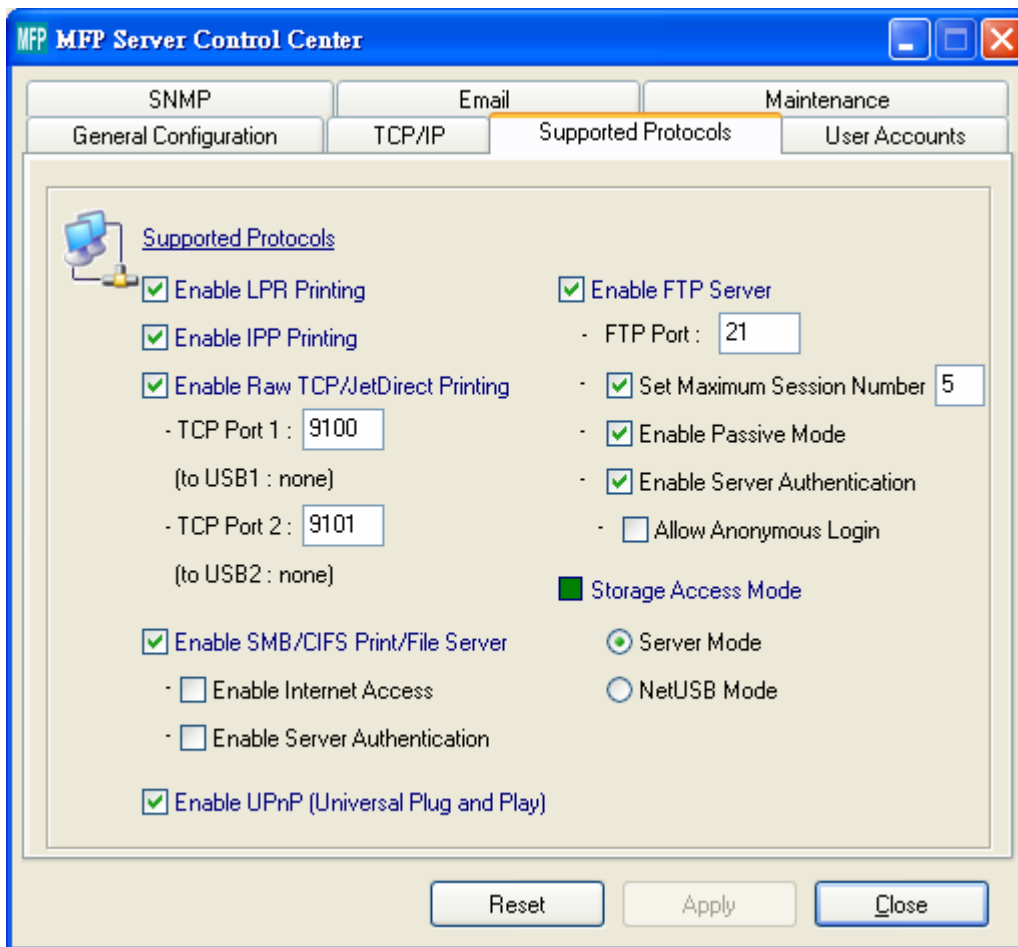 MFP MFP Server Control Center
SNMP Email Maintenance
General Configuration TCP/IP Supported Protocols User Accounts
Supported Protocols
Enable LPR Printing
Enable IPP Printing
Enable Raw TCP/JetDirect Printing
- TCP Port 1 : 9100
(to USB1 : none)
- TCP Port 2 : 9101
(to USB2 : none)
Enable SMB/CIFS Print/File Server
- Enable Internet Access
- Enable Server Authentication
Enable UPnP (Universal Plug and Play)
Enable FTP Server
- FTP Port : 21
- Set Maximum Session Number 5
- Enable Passive Mode
- Enable Server Authentication
- Allow Anonymous Login
Storage Access Mode
Server Mode
NetUSB Mode
Reset Apply Close